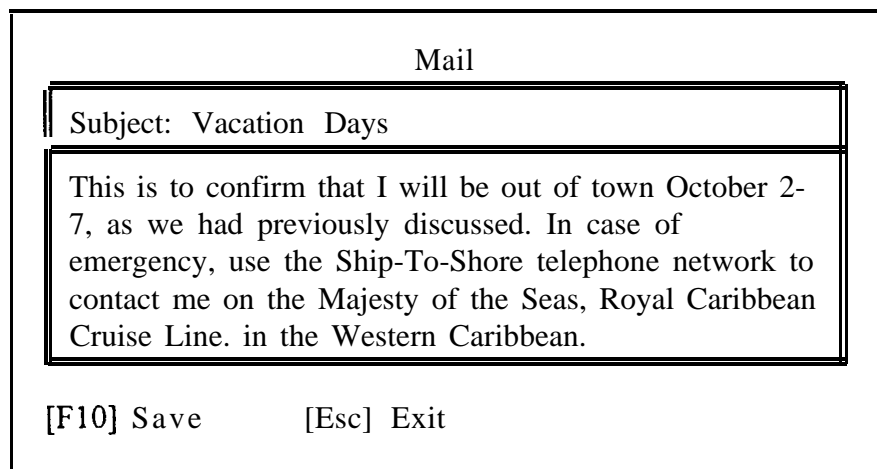 Mail
Subject: Vacation Days
This is to confirm that I will be out of town October 2-
7, as we had previously discussed. In case of
emergency, use the Ship-To-Shore telephone network to
contact me on the Majesty of the Seas, Royal Caribbean
Cruise Line. in the Western Caribbean.
[F10] Save [Esc] Exit